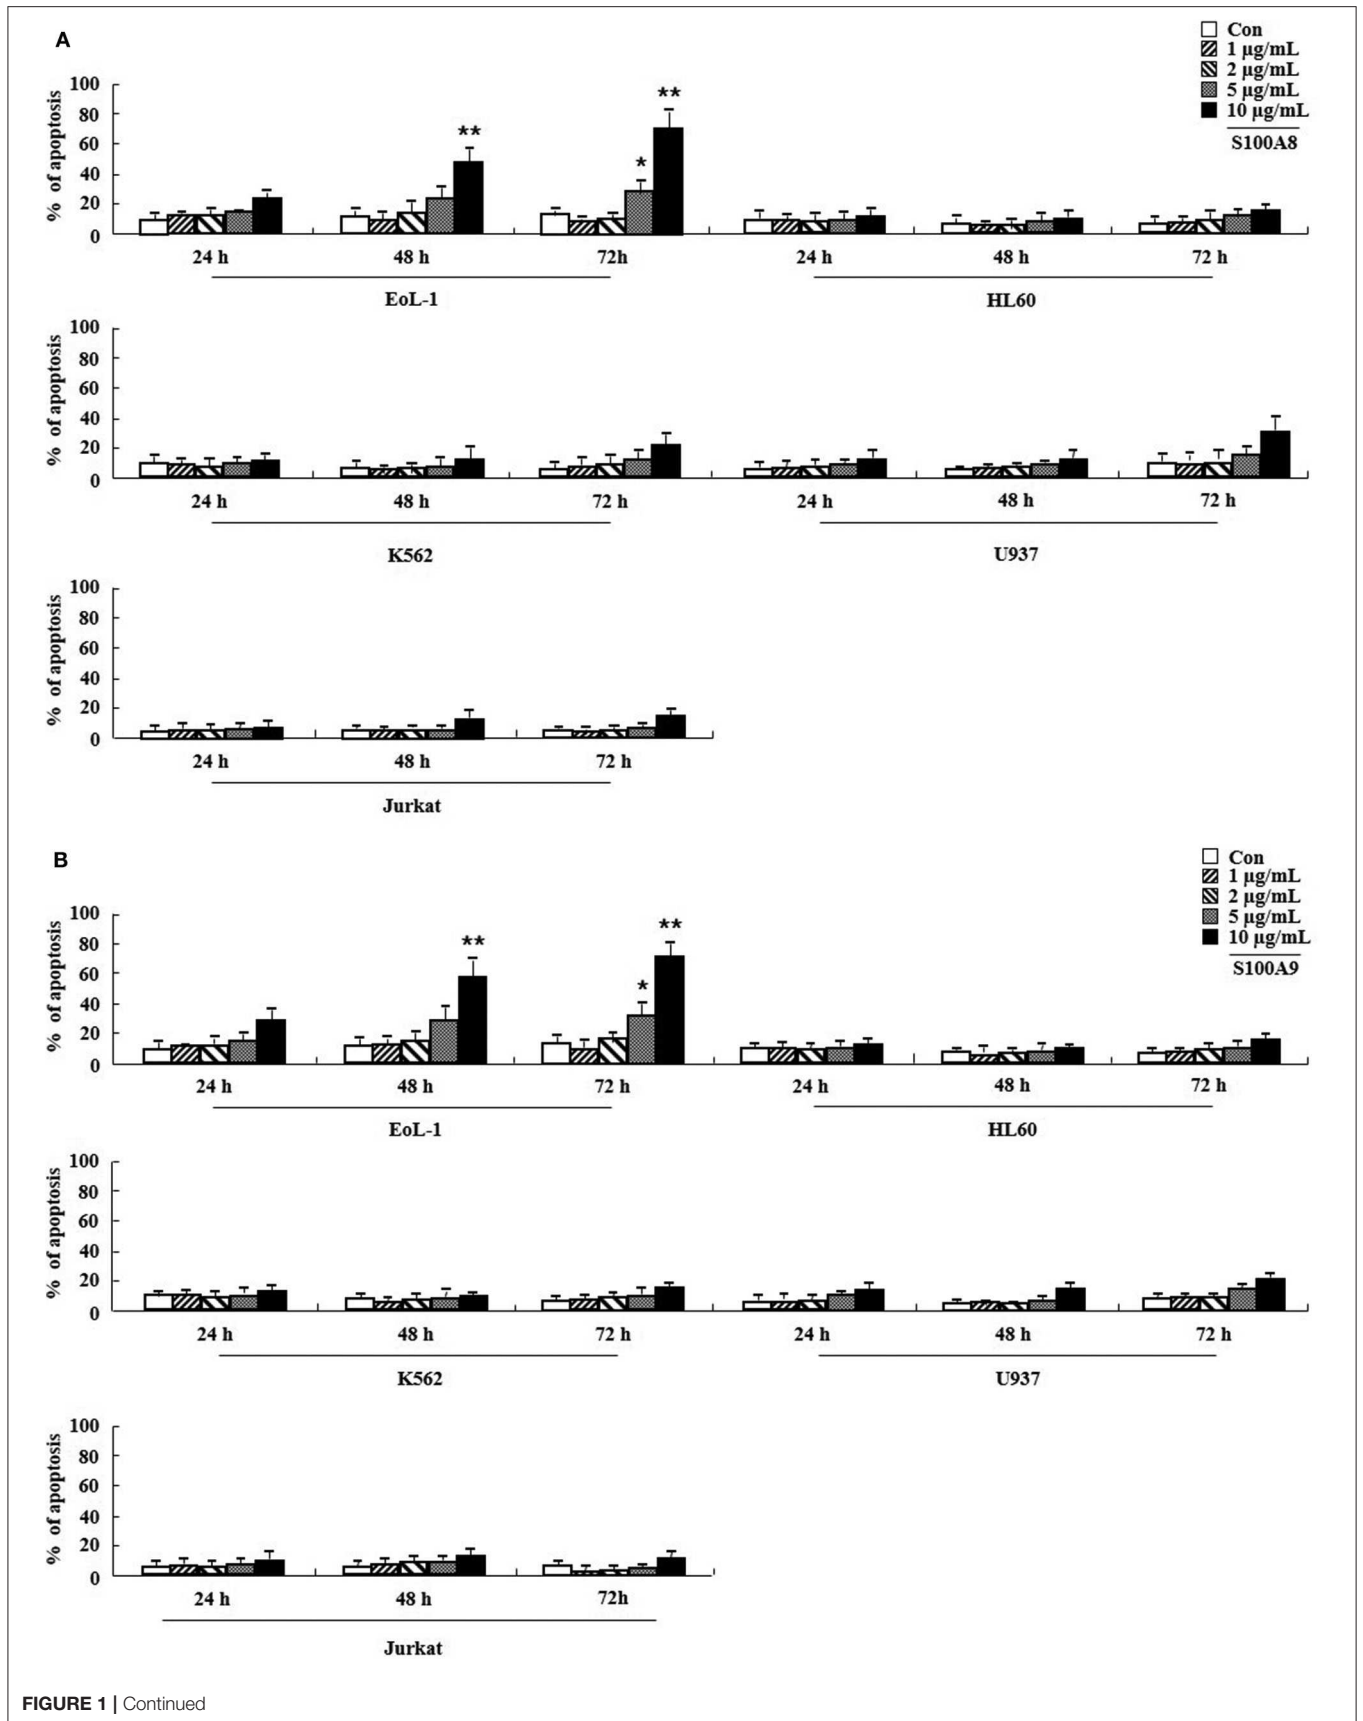 A
Con
1 µg/mL
2 µg/mL
5 µg/mL
10 µg/mL
S100A8
% of apoptosis
100
80
60
40
20
0
** ** *
24 h 48 h 72h 24 h 48 h 72 h
EoL-1 HL60
% of apoptosis
100
80
60
40
20
0
24 h 48 h 72 h 24 h 48 h 72 h
K562 U937
% of apoptosis
100
80
60
40
20
0
24 h 48 h 72 h
Jurkat
B
Con
1 µg/mL
2 µg/mL
5 µg/mL
10 µg/mL
S100A9
% of apoptosis
100
80
60
40
20
0
** ** *
24 h 48 h 72 h 24 h 48 h 72 h
EoL-1 HL60
% of apoptosis
100
80
60
40
20
0
24 h 48 h 72 h 24 h 48 h 72 h
K562 U937
% of apoptosis
100
80
60
40
20
0
24 h 48 h 72h
Jurkat
FIGURE 1 | Continued